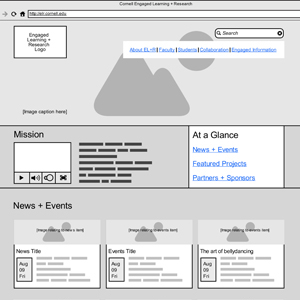 Cornell Engaged Learning + Research
http://elr.cornell.edu
Engaged
Learning +
Research
Logo
Search
About EL+R | Faculty | Students | Collaboration | Engaged Information
[Image caption here]
Mission
At a Glance
News + Events
Featured Projects
Partners + Sponsors
News + Events
[Image relating to news item]
[Image relating to events item]
[Image relating to events item]
News Title
Events Title
The art of bellydancing
Aug
09
Fri
Aug
09
Fri
Aug
09
Fri